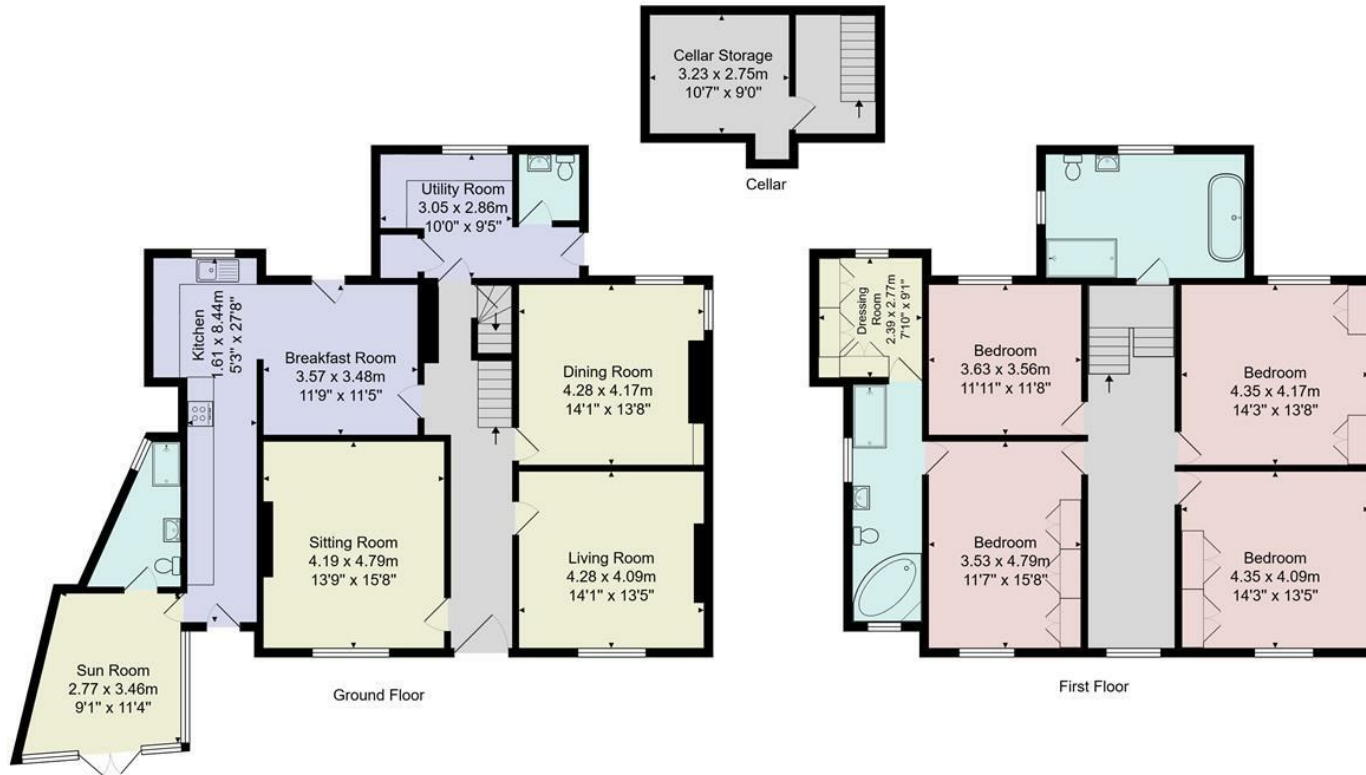 Cellar Storage
3.23 x 2.75m
10'7" x 9'0"
Cellar
Utility Room
3.05 x 2.86m
10'0" x 9'5"
Kitchen
1.61 x 8.44m
5'3" x 27'8"
Breakfast Room
3.57 x 3.48m
11'9" x 11'5"
Dining Room
4.28 x 4.17m
14'1" x 13'8"
Sitting Room
4.19 x 4.79m
13'9" x 15'8"
Living Room
4.28 x 4.09m
14'1" x 13'5"
Sun Room
2.77 x 3.46m
9'1" x 11'4"
Ground Floor
Dressing
Room
2.39 x 2.77m
7'10" x 9'1"
Bedroom
3.63 x 3.56m
11'11" x 11'8"
Bedroom
4.35 x 4.17m
14'3" x 13'8"
Bedroom
3.53 x 4.79m
11'7" x 15'8"
Bedroom
4.35 x 4.09m
14'3" x 13'5"
First Floor